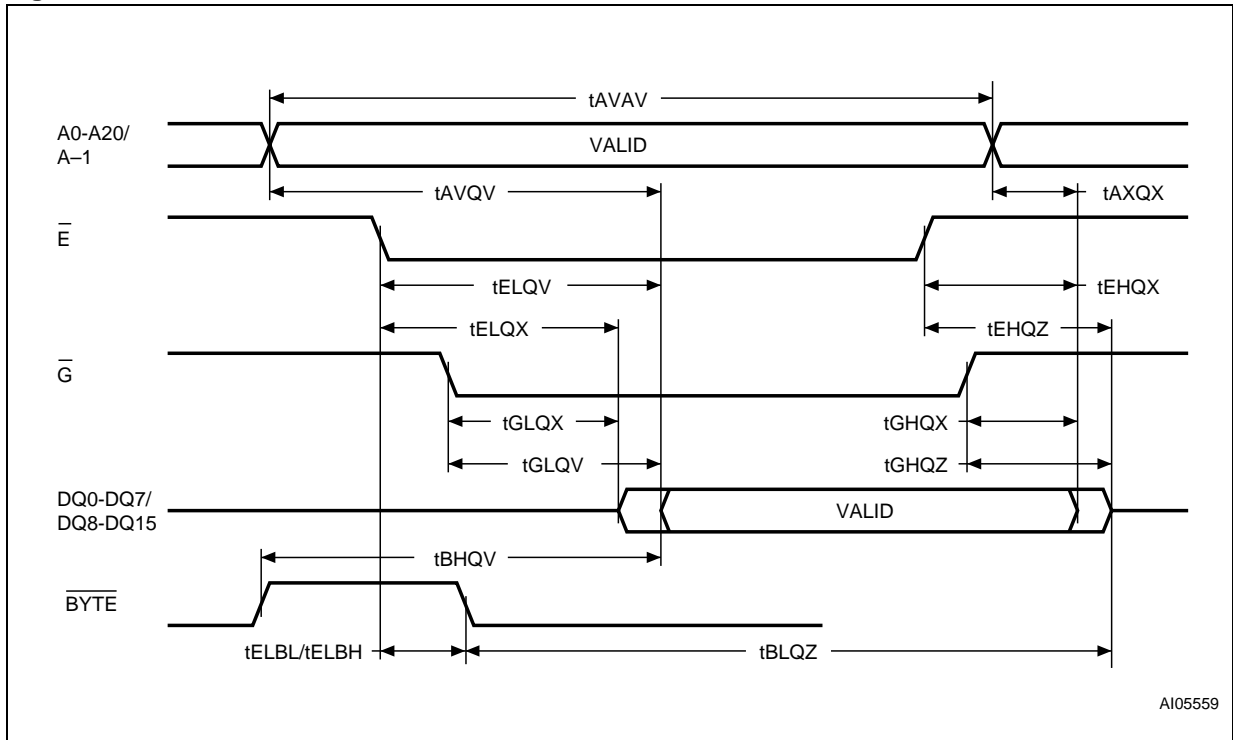 tAVAV
A0-A20/
A–1
VALID
tAVQV
tAXQX
E
tELQV
tEHQX
tELQX
tEHQZ
G
tGLQX
tGHQX
tGLQV
tGHQZ
DQ0-DQ7/
DQ8-DQ15
VALID
tBHQV
BYTE
tELBL/tELBH
tBLQZ
AI05559